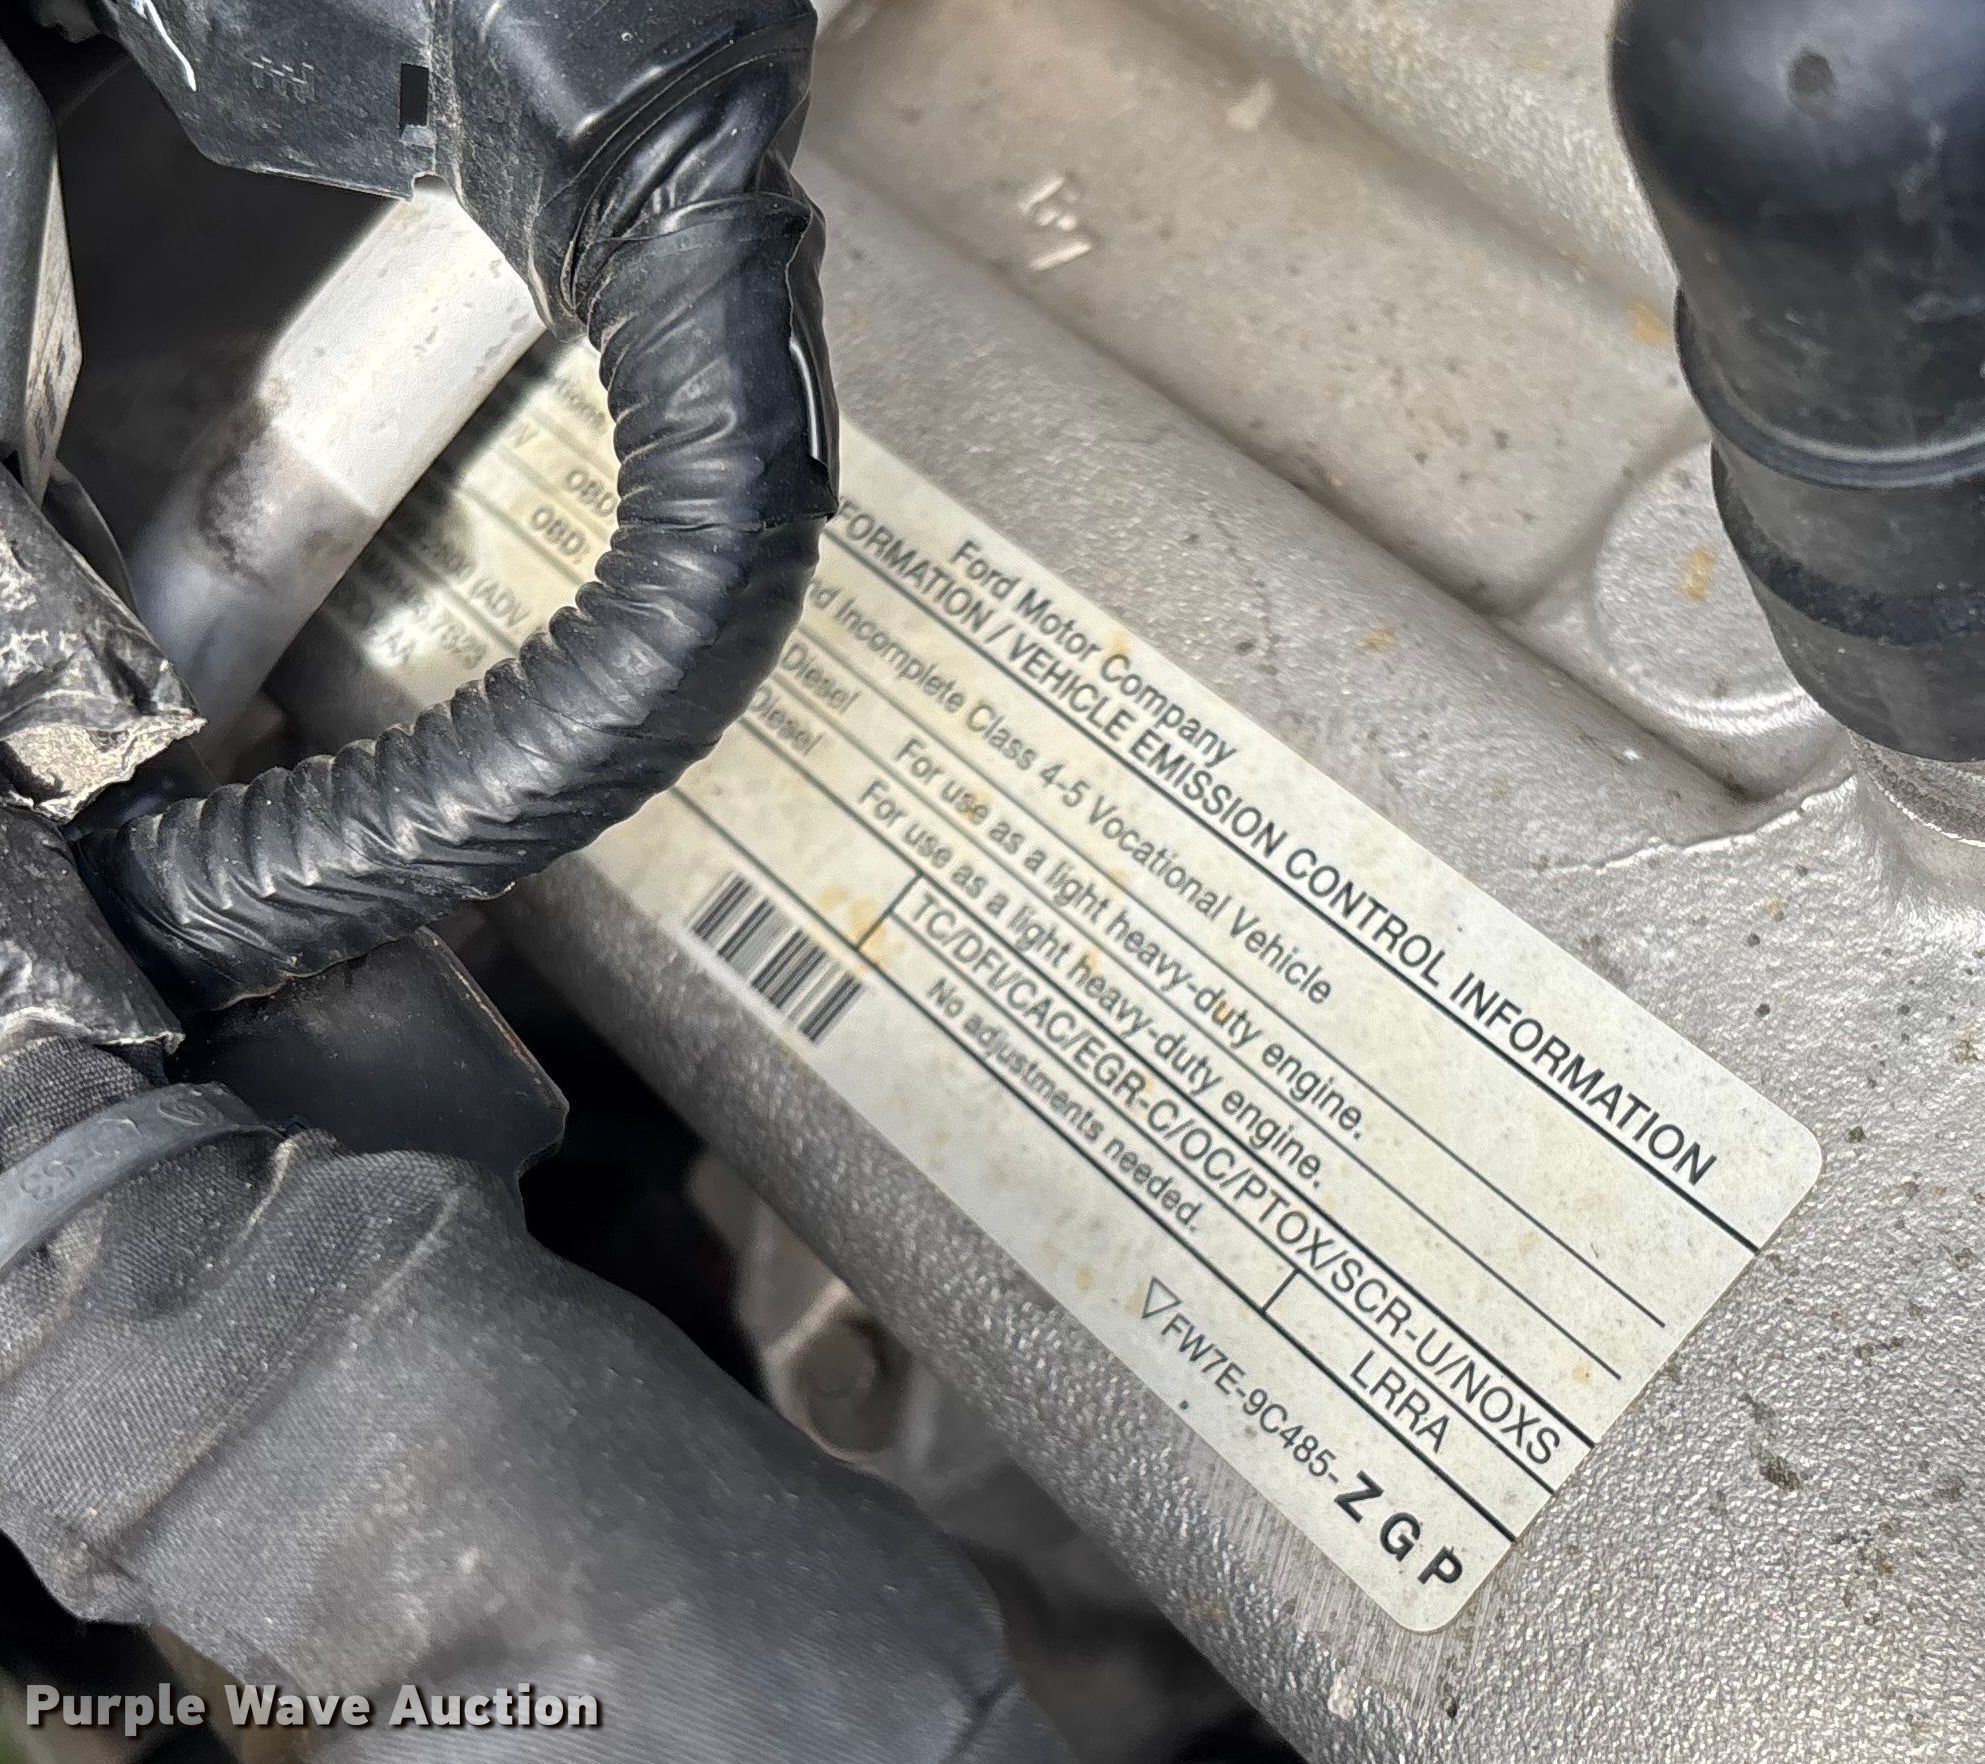 Ford Motor Company
FORMATION / VEHICLE EMISSION CONTROL INFORMATION
Incomplete Class 4-5 Vocational Vehicle
OBD Diesel For use as a light heavy-duty engine.
OBD: Diesel For use as a light heavy-duty engine.
(ADV TC/DFI/CAC/EGR-C/OC/PTOX/SCR-U/NOXS
No adjustments needed. LRRA
AA
FW7E-9C485- Z G P
Purple Wave Auction